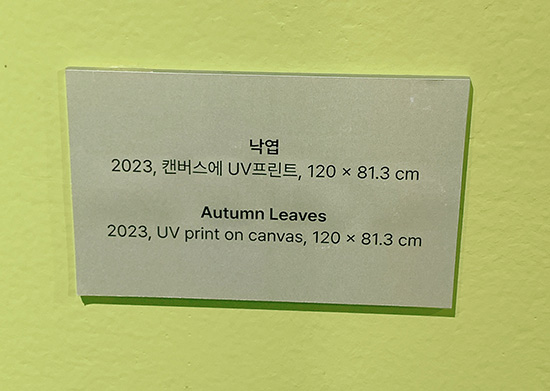 낙엽
2023, 캔버스에 UV프린트, 120 × 81.3 cm
Autumn Leaves
2023, UV print on canvas, 120 × 81.3 cm